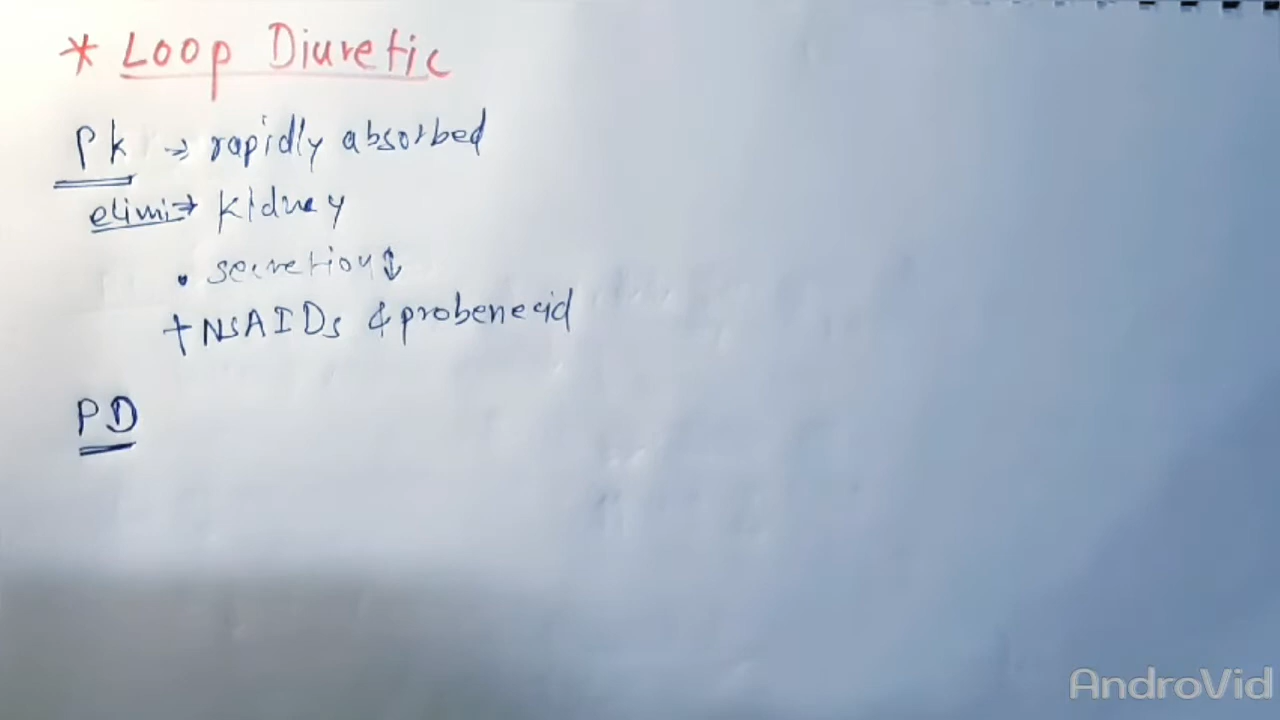 * Loop Diuretic
Pk → rapidly absorbed
elimi → kidney
• secretion ↓
+ NSAIDs & probenecid
PD
AndroVid